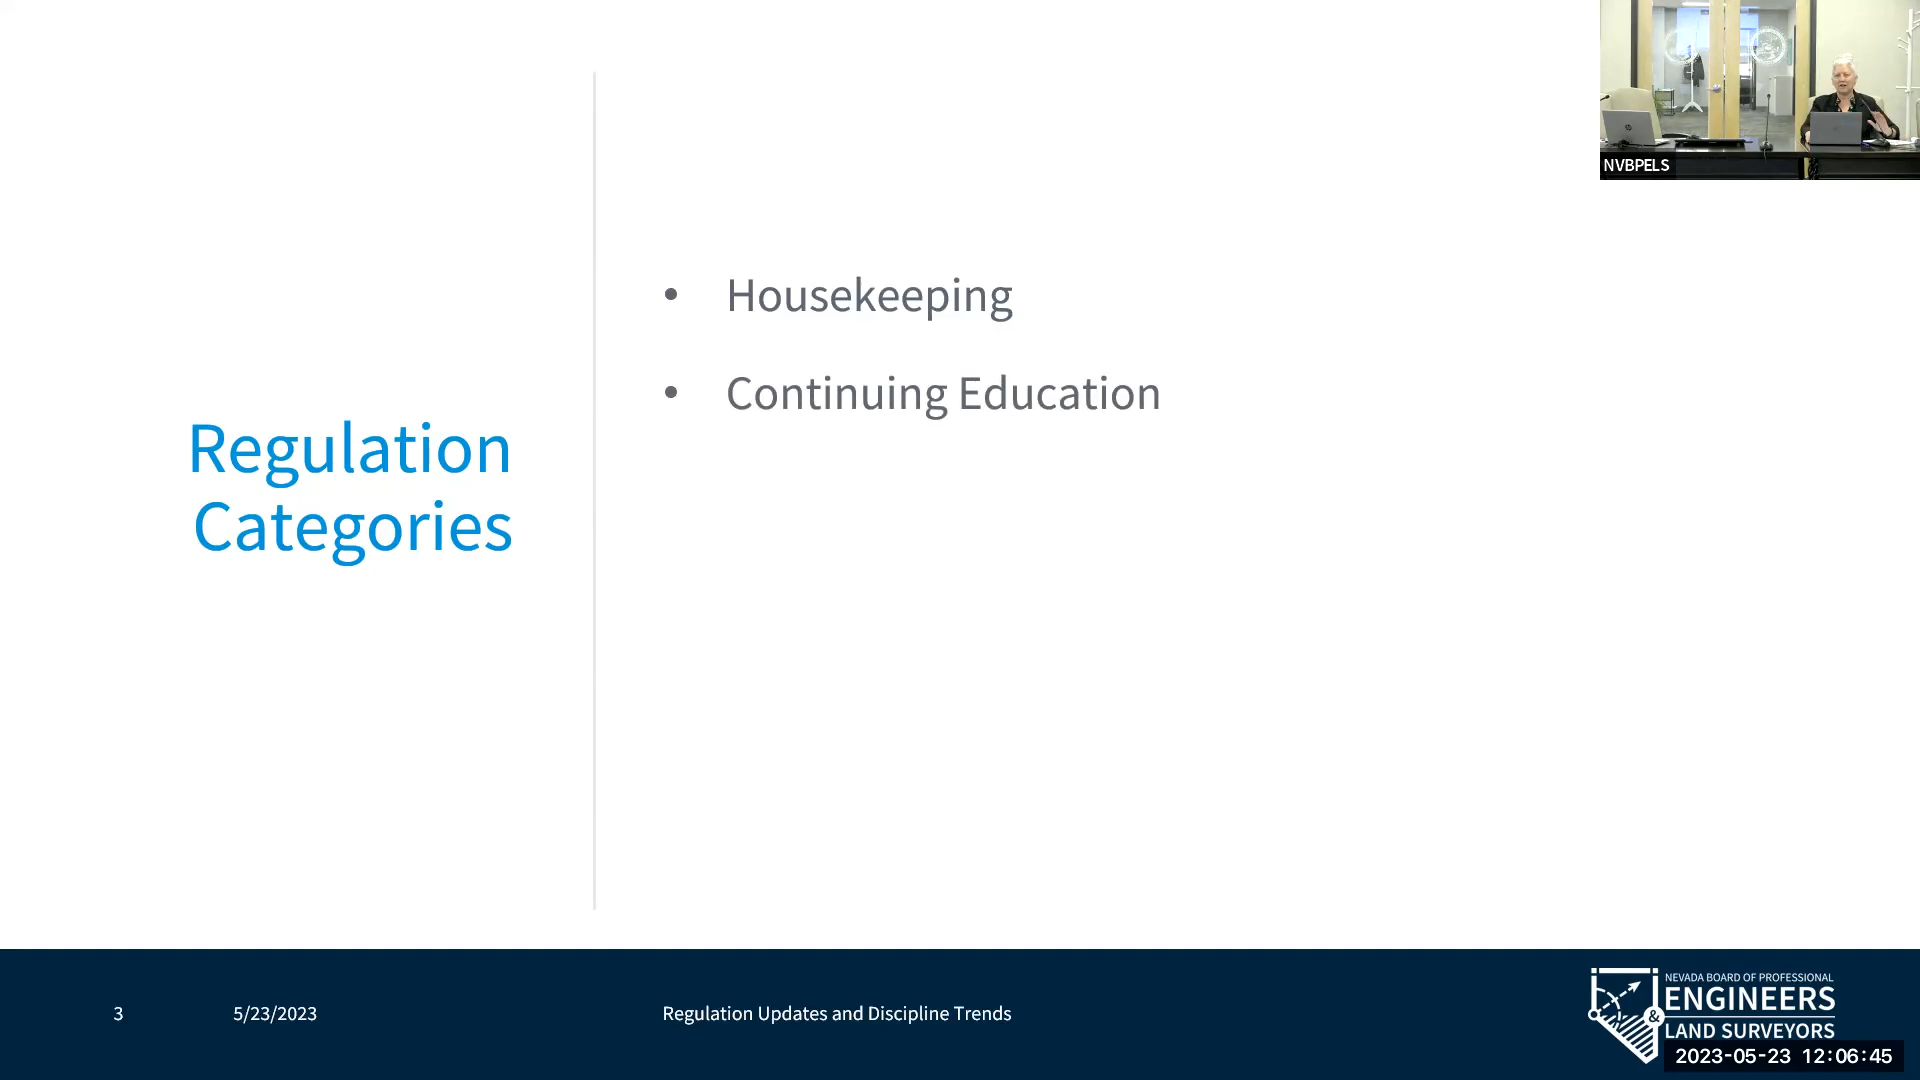 NVBPELS
Regulation
Categories
• Housekeeping
• Continuing Education
3
5/23/2023
Regulation Updates and Discipline Trends
NEVADA BOARD OF PROFESSIONAL
ENGINEERS
&
LAND SURVEYORS
2023-05-23 12:06:45